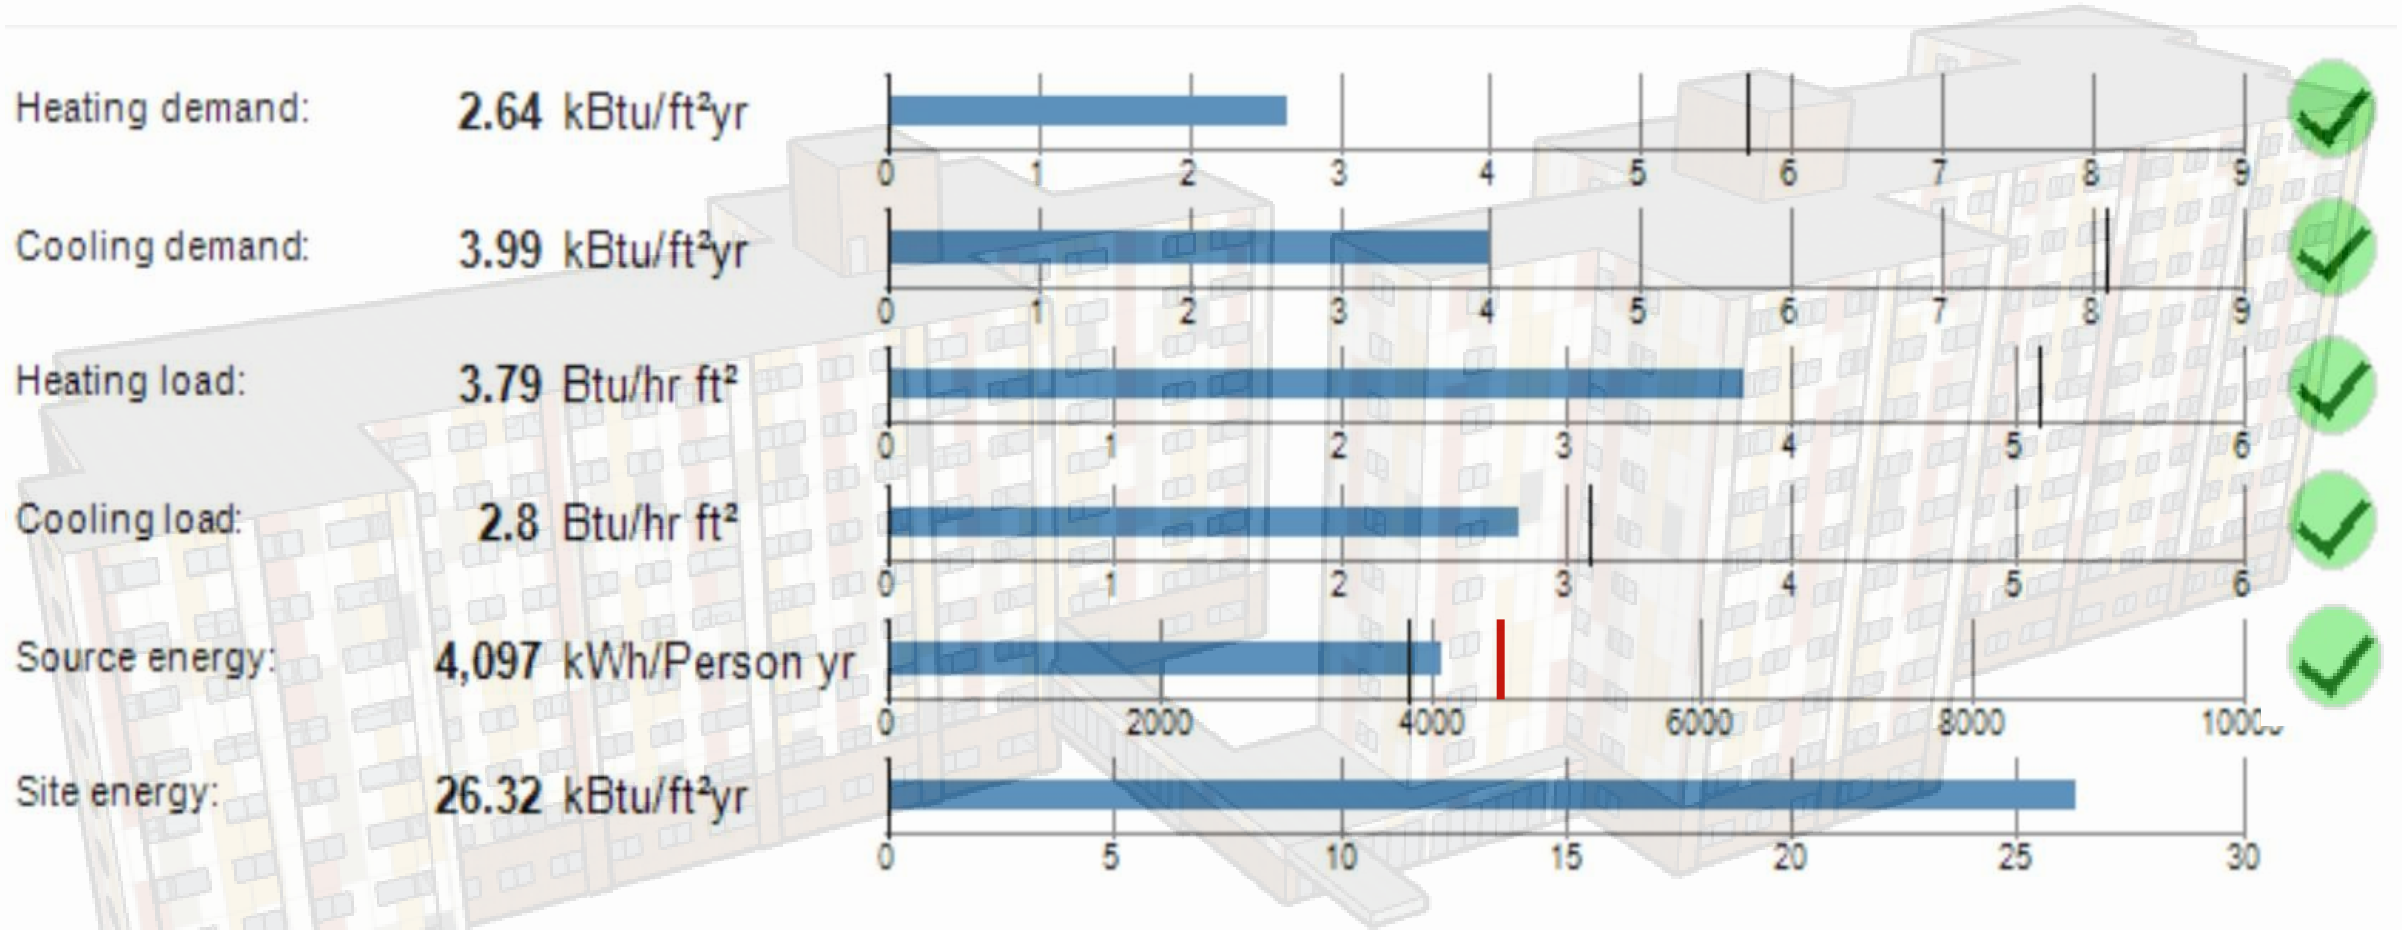 Heating demand: 2.64 kBtu/ft²yr
0 1 2 3 4 5 6 7 8 9
Cooling demand: 3.99 kBtu/ft²yr
0 1 2 3 4 5 6 7 8 9
Heating load: 3.79 Btu/hr ft²
0 1 2 3 4 5 6
Cooling load: 2.8 Btu/hr ft²
0 1 2 3 4 5 6
Source energy: 4,097 kWh/Person yr
0 2000 4000 6000 8000
Site energy: 26.32 kBtu/ft²yr
0 5 10 15 20 25 30